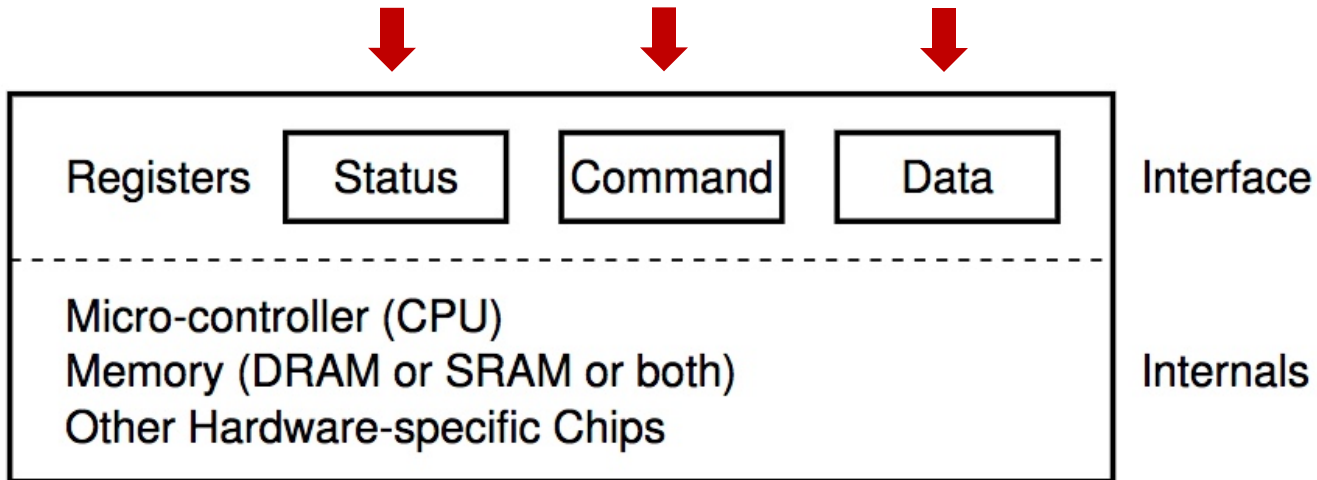 Registers Status Command Data Interface
Micro-controller (CPU)
Memory (DRAM or SRAM or both) Internals
Other Hardware-specific Chips